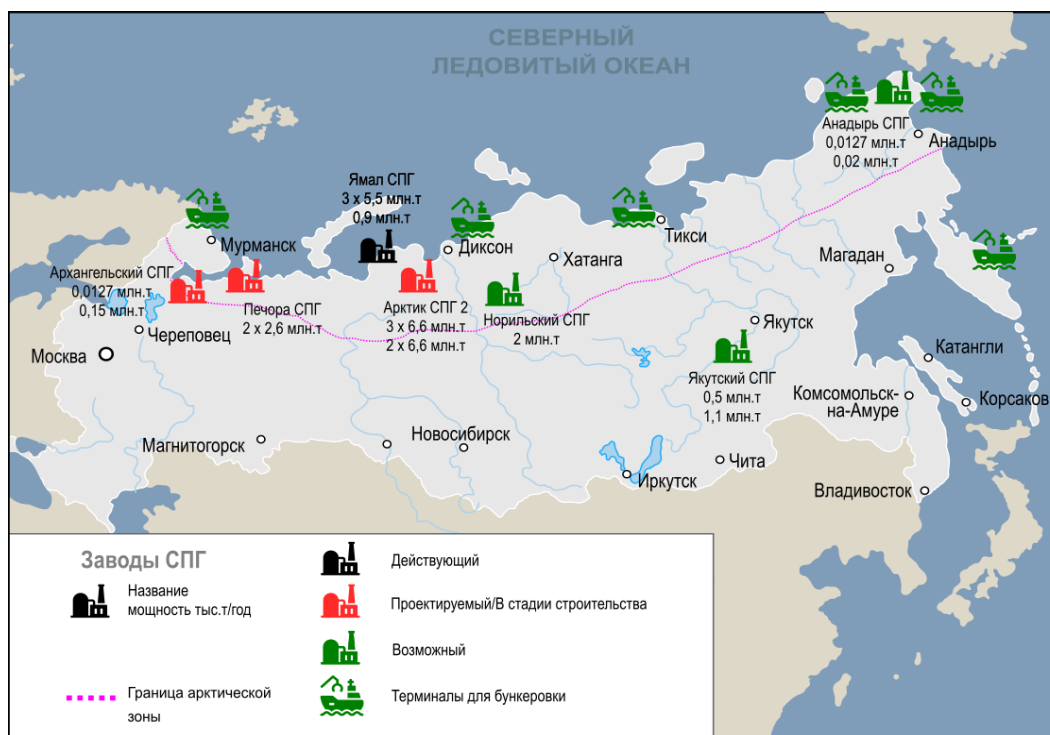 СЕВЕРНЫЙ
ЛЕДОВИТЫЙ ОКЕАН
Анадырь СПГ
0,0127 млн.т
0,02 млн.т
Анадырь
Ямал СПГ
3 x 5,5 млн.т
0,9 млн.т
Мурманск
Диксон
Тикси
Хатанга
Магадан
Архангельский СПГ
0,0127 млн.т
0,15 млн.т
Печора СПГ
2 x 2,6 млн.т
Арктик СПГ 2
3 x 6,6 млн.т
2 x 6,6 млн.т
Норильский СПГ
2 млн.т
Якутск
Череповец
Москва
Катангли
Якутский СПГ
0,5 млн.т
1,1 млн.т
Комсомольск-
на-Амуре
Корсаков
Магнитогорск
Новосибирск
Чита
Иркутск
Владивосток
Заводы СПГ
Название
мощность тыс.т/год
Граница арктической
зоны
Действующий
Проектируемый/В стадии строительства
Возможный
Терминалы для бункеровки